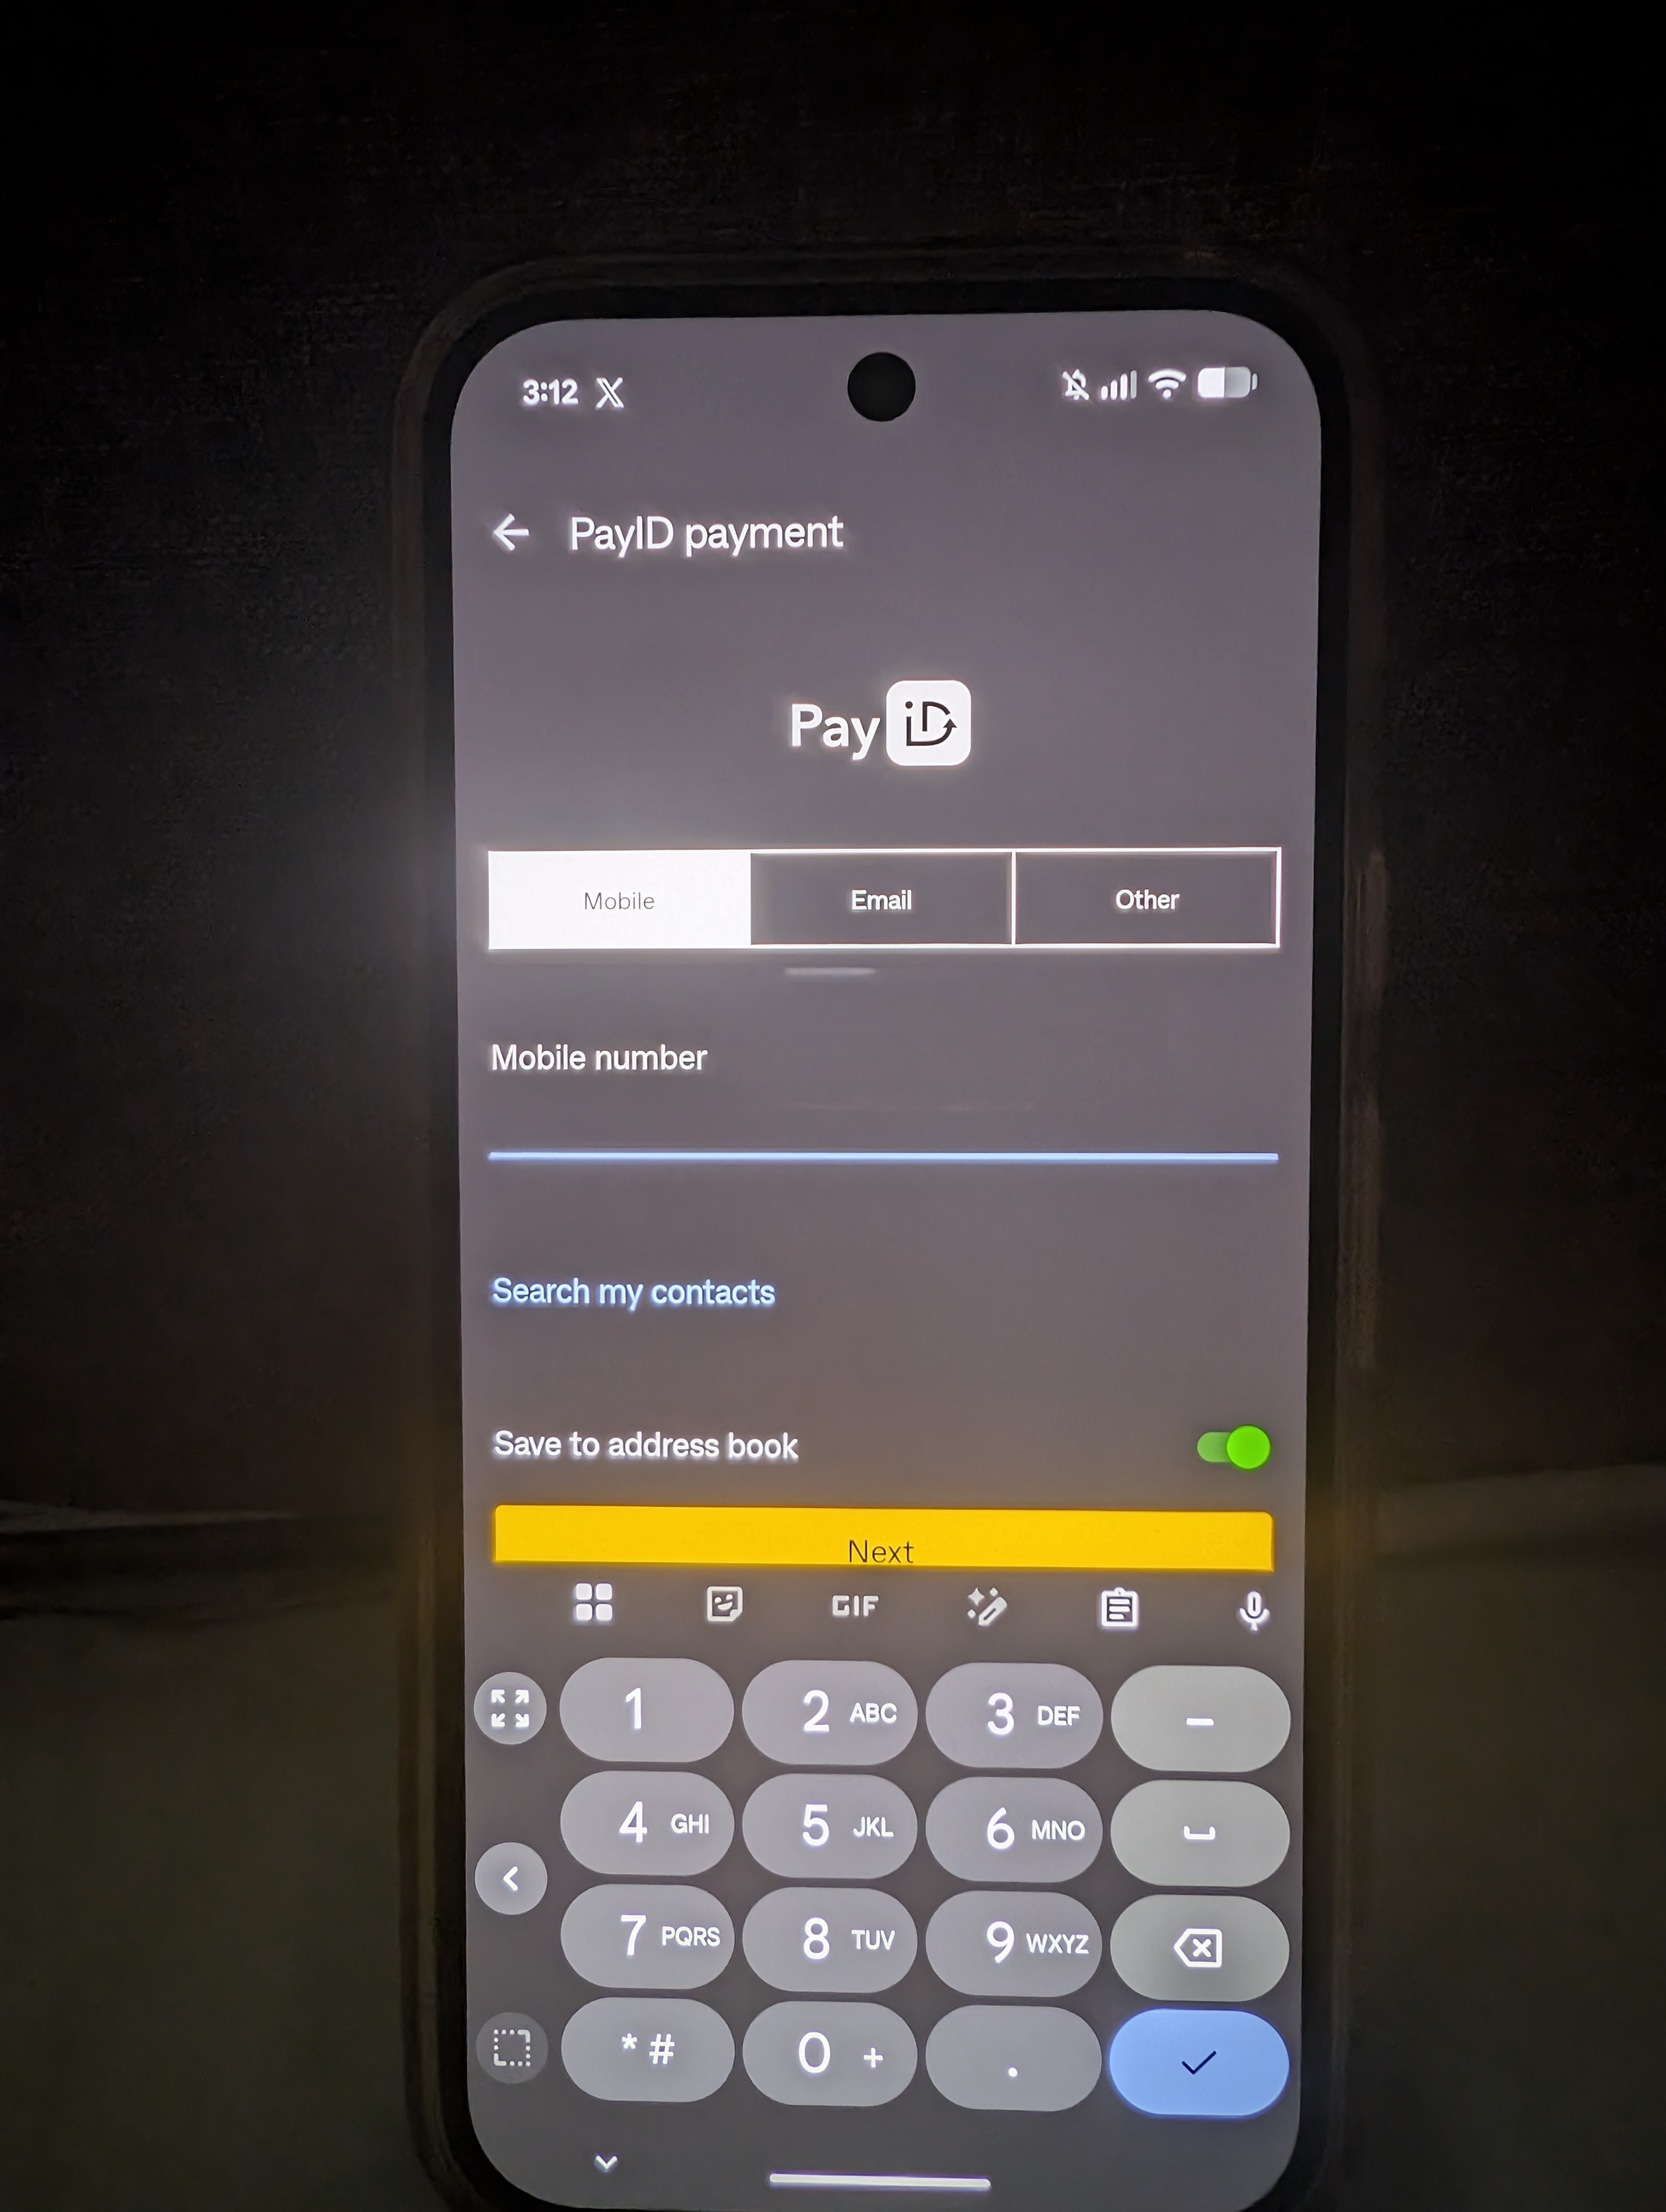 3:12 X
PayID payment
Pay iD
Mobile Email Other
Mobile number
Search my contacts
Save to address book
Next
GIF
1 2 ABC 3 DEF –
4 GHI 5 JKL 6 MNO
7 PQRS 8 TUV 9 WXYZ
* # 0 + .